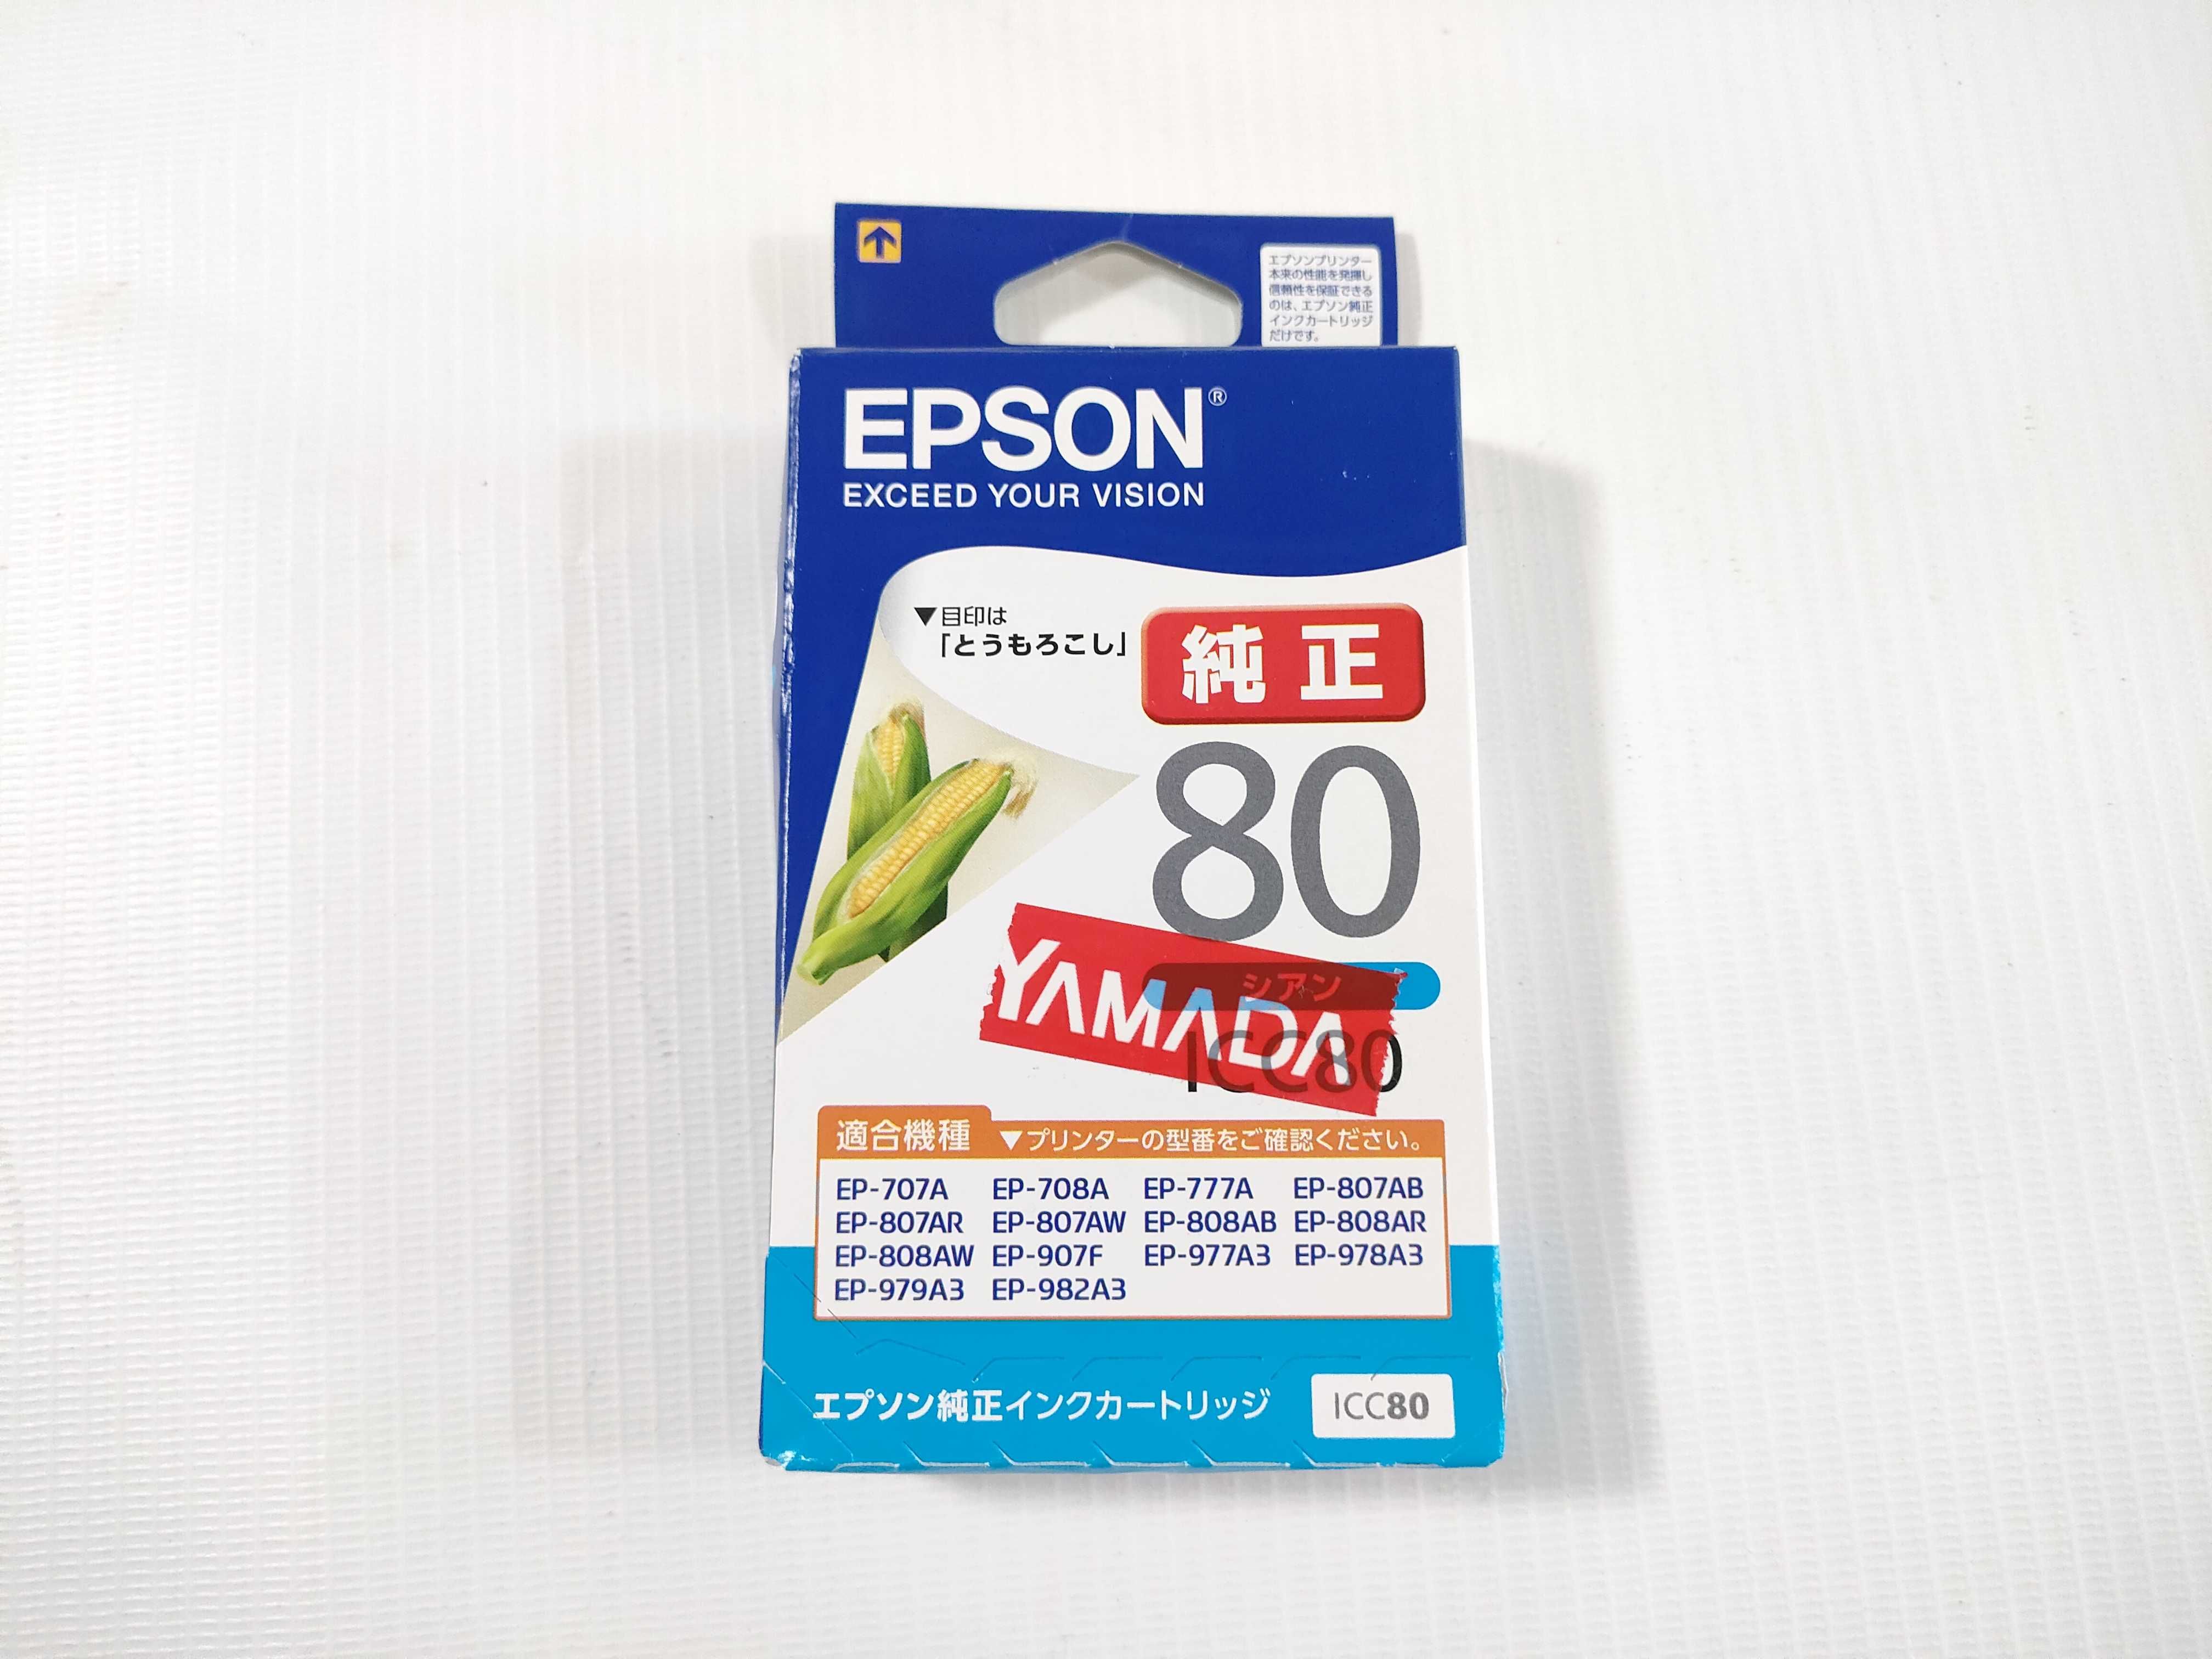 エプソンプリンター
本来の性能を発揮し
信頼性を保証できる
のは、エプソン純正
インクカートリッジ
だけです。
EPSON®
EXCEED YOUR VISION
▼目印は
「とうもろこし」
純正
80
シアン
YAMADA
ICC80
適合機種 ▼プリンターの型番をご確認ください。
EP-707A EP-708A EP-777A EP-807AB
EP-807AR EP-807AW EP-808AB EP-808AR
EP-808AW EP-907F EP-977A3 EP-978A3
EP-979A3 EP-982A3
エプソン純正インクカートリッジ ICC80